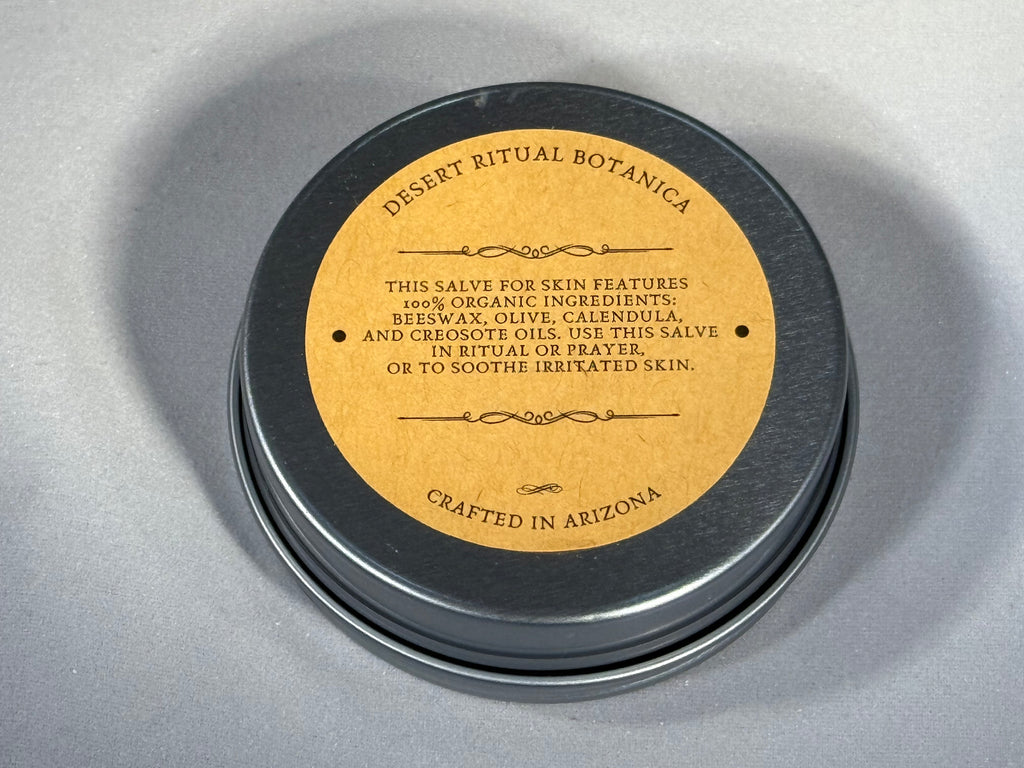 DESERT RITUAL BOTANICA
THIS SALVE FOR SKIN FEATURES
100% ORGANIC INGREDIENTS:
BEESWAX, OLIVE, CALENDULA,
AND CREOSOTE OILS. USE THIS SALVE
IN RITUAL OR PRAYER,
OR TO SOOTHE IRRITATED SKIN.
CRAFTED IN ARIZONA